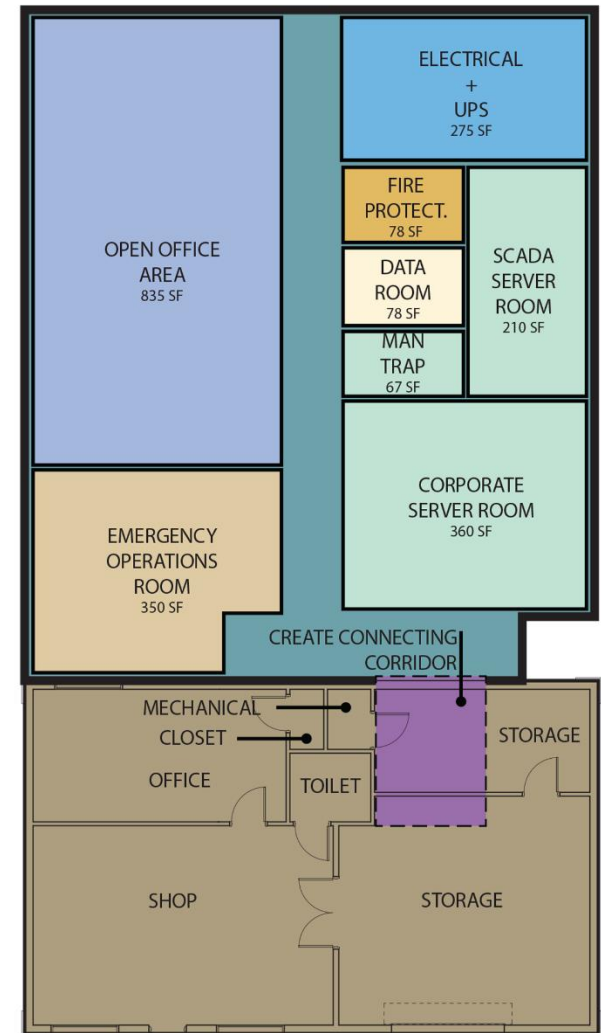 ELECTRICAL
+
UPS
275 SF
FIRE
PROTECT.
78 SF
OPEN OFFICE
AREA
835 SF
SCADA
SERVER
ROOM
210 SF
DATA
ROOM
78 SF
MAN
TRAP
67 SF
CORPORATE
SERVER ROOM
360 SF
EMERGENCY
OPERATIONS
ROOM
350 SF
CREATE CONNECTING
CORRIDOR
MECHANICAL
CLOSET
STORAGE
OFFICE
TOILET
SHOP
STORAGE